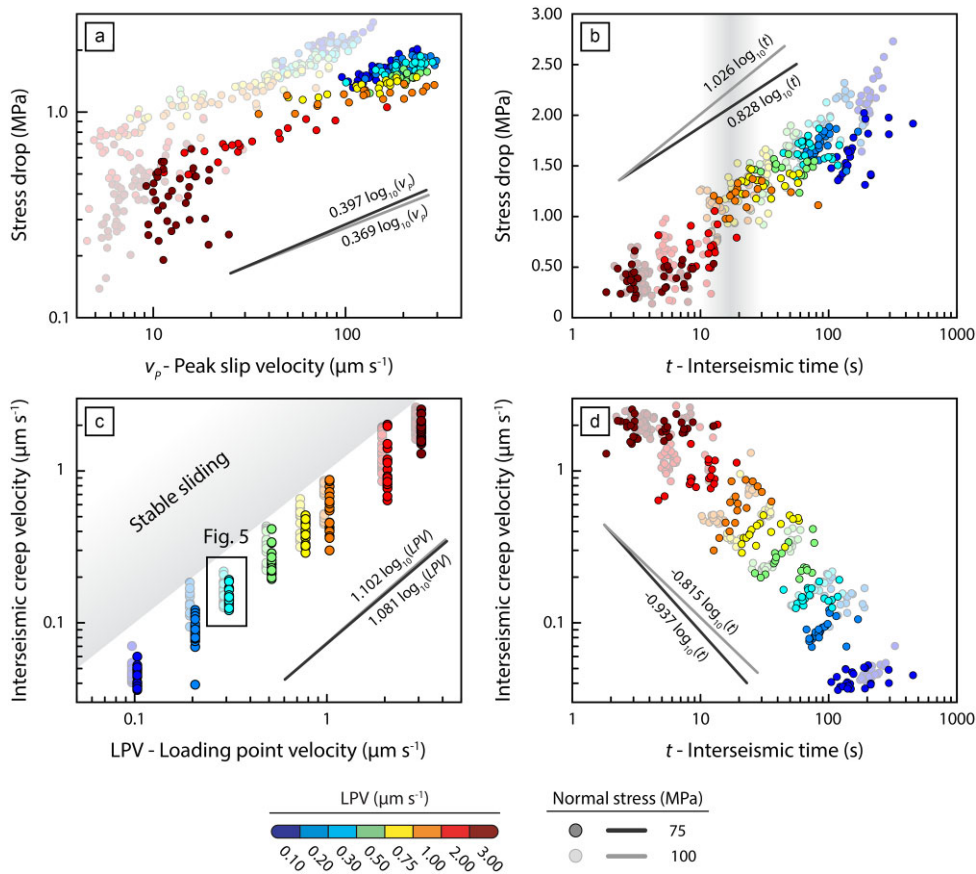 a
Stress drop (MPa)
1.0
0.1
10
100
0.397 log10(vp)
0.369 log10(vp)
vp - Peak slip velocity (μm s⁻¹)
b
Stress drop (MPa)
3.00
2.50
2.00
1.50
1.00
0.50
0
1
10
100
1000
1.026 log10(t)
0.828 log10(t)
t - Interseismic time (s)
c
Interseismic creep velocity (μm s⁻¹)
1
0.1
0.1
1
Stable sliding
Fig. 5
1.102 log10(LPV)
1.081 log10(LPV)
LPV - Loading point velocity (μm s⁻¹)
d
Interseismic creep velocity (μm s⁻¹)
1
0.1
1
10
100
1000
-0.815 log10(t)
-0.937 log10(t)
t - Interseismic time (s)
LPV (μm s⁻¹)
0.10
0.20
0.30
0.50
0.75
1.00
2.00
3.00
Normal stress (MPa)
75
100